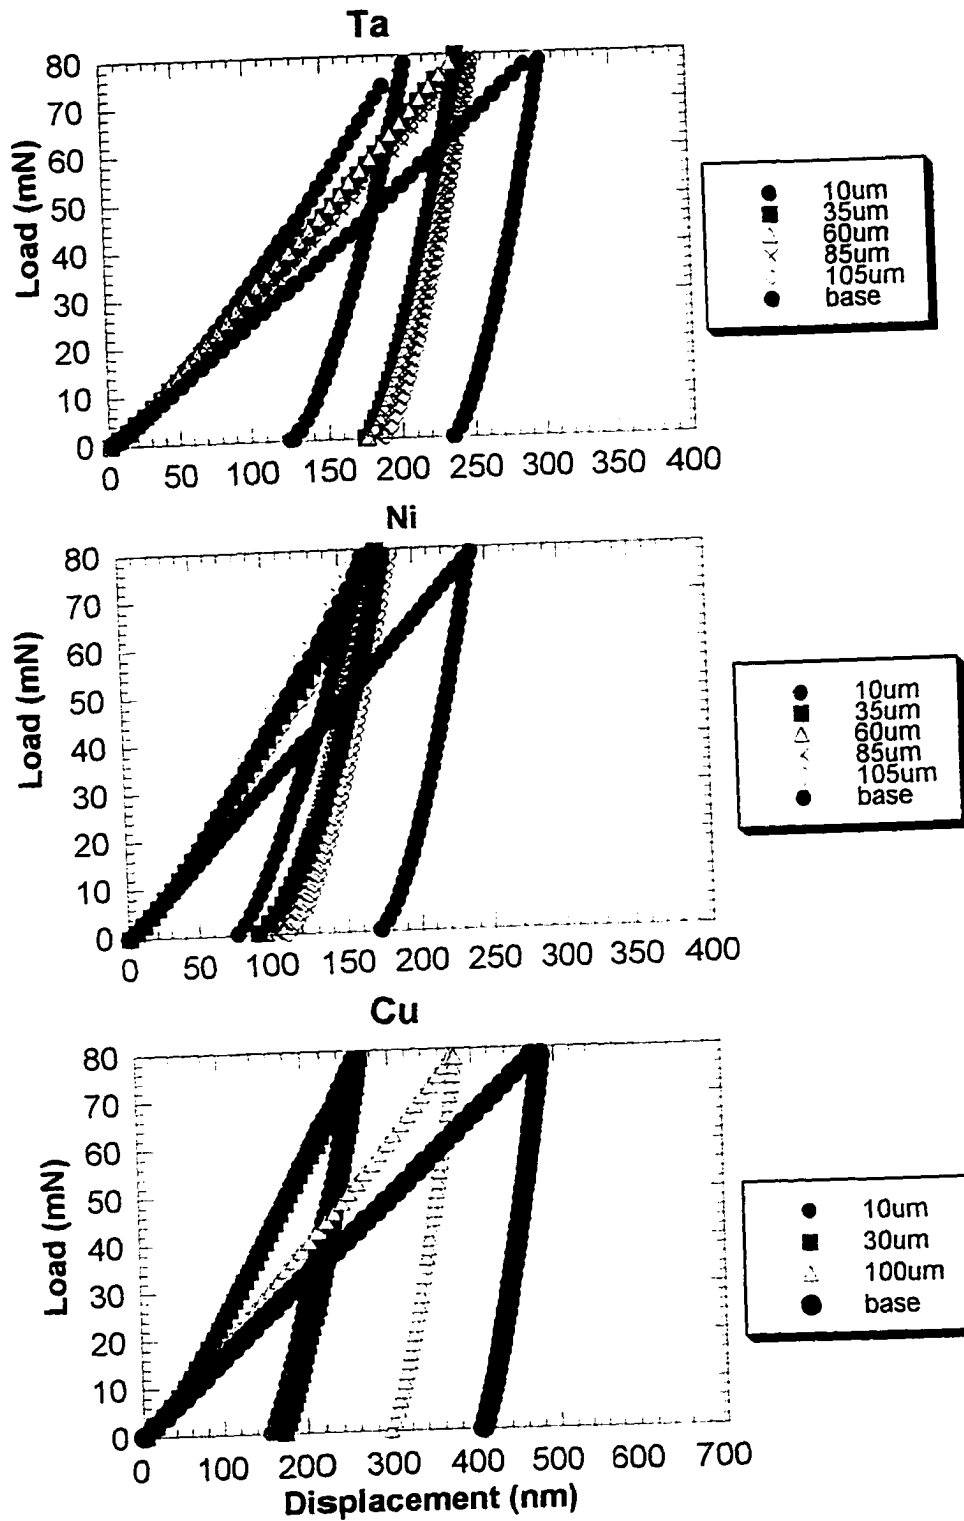 Ta
Load (mN)
80
70
60
50
40
30
20
10
0
0 50 100 150 200 250 300 350 400
10um
35um
60um
85um
105um
base
Ni
Load (mN)
80
70
60
50
40
30
20
10
0
0 50 100 150 200 250 300 350 400
10um
35um
60um
85um
105um
base
Cu
Load (mN)
80
70
60
50
40
30
20
10
0
0 100 200 300 400 500 600 700
Displacement (nm)
10um
30um
100um
base